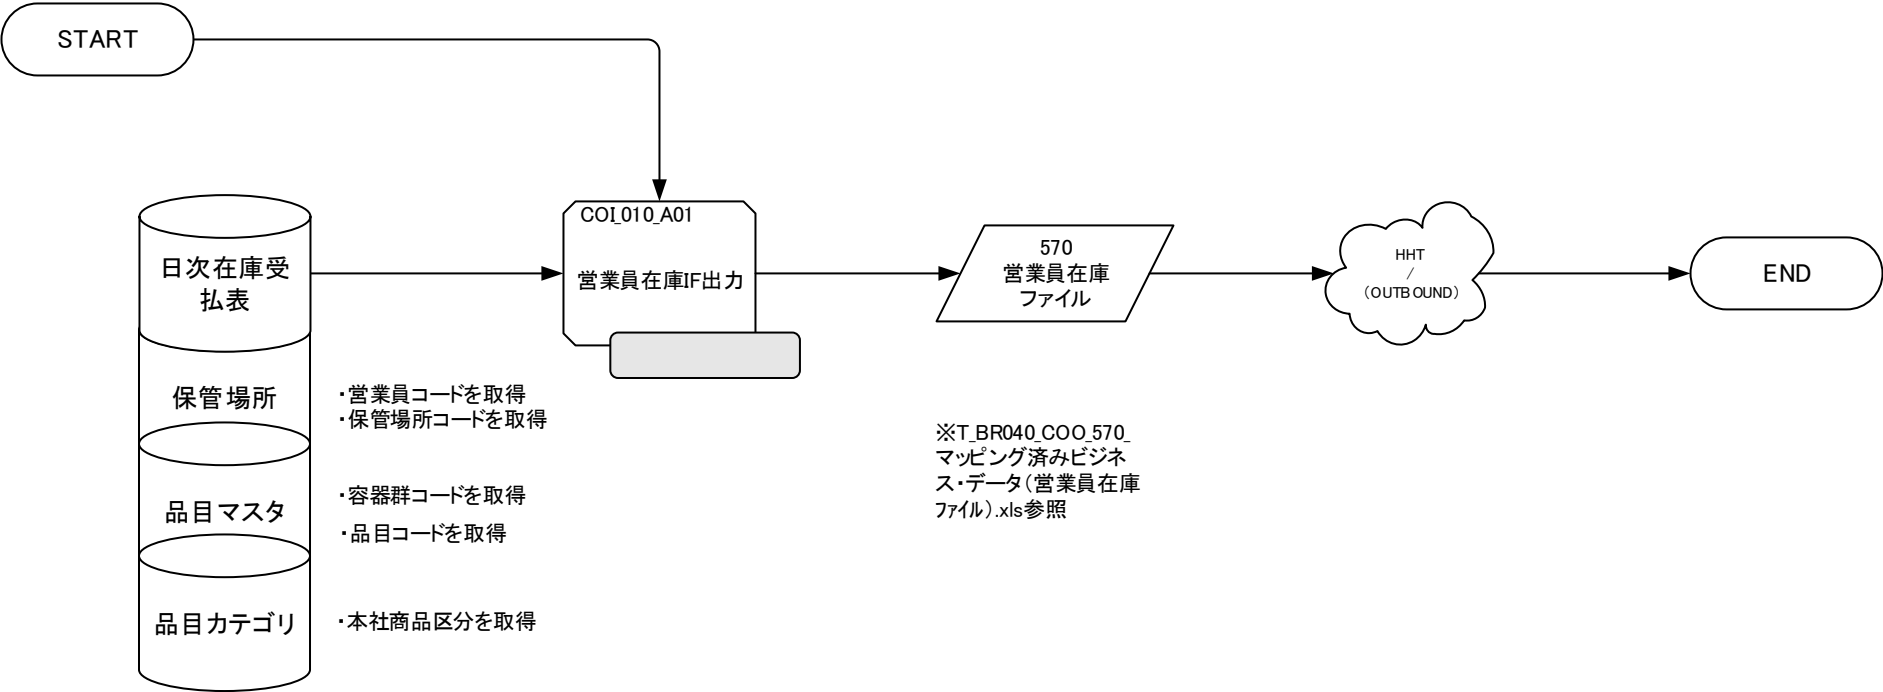 START
日次在庫受
払表
保管場所
品目マスタ
品目カテゴリ
・営業員コードを取得
・保管場所コードを取得
・容器群コードを取得
・品目コードを取得
・本社商品区分を取得
COI_010_A01
営業員在庫IF出力
570
営業員在庫
ファイル
※T_BR040_COO_570_
マッピング済みビジネ
ス・データ（営業員在庫
ファイル）.xls参照
HHT
/
（OUTBOUND）
END